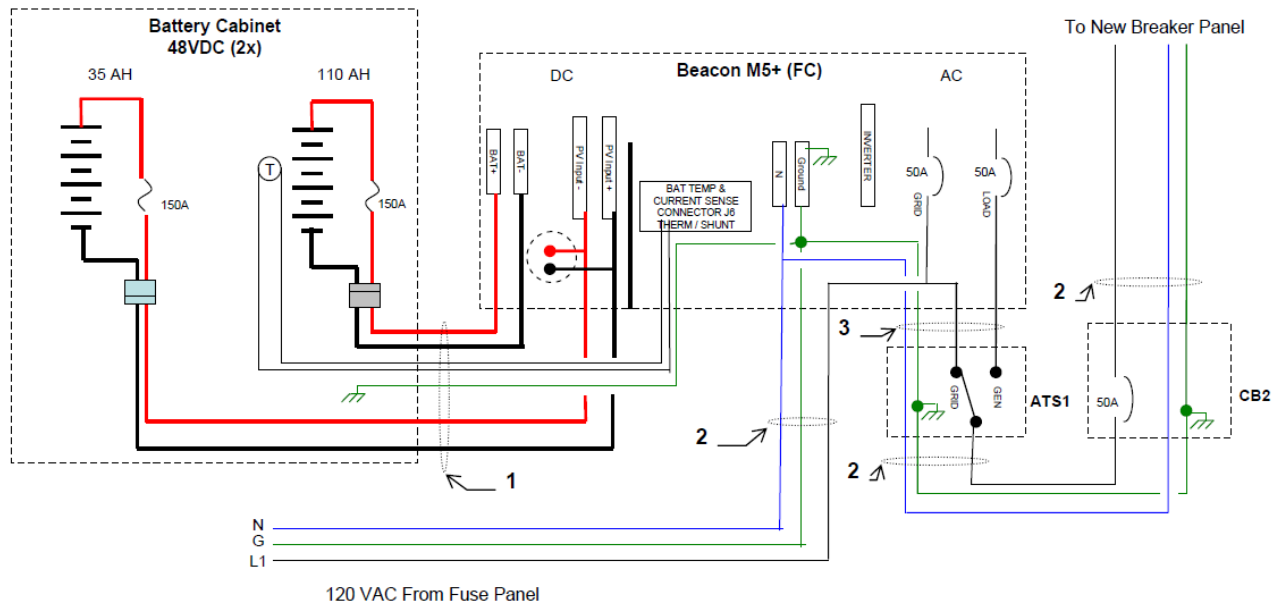 Battery Cabinet
48VDC (2x)
35 AH
110 AH
150A
150A
T
DC
Beacon M5+ (FC)
AC
BAT+
BAT-
PV Input -
PV Input +
BAT TEMP &
CURRENT SENSE
CONNECTOR J6
THERM / SHUNT
N
Ground
INVERTER
50A
GRID
50A
LOAD
To New Breaker Panel
2
3
GRID
GEN
ATS1
50A
CB2
2
2
1
N
G
L1
120 VAC From Fuse Panel